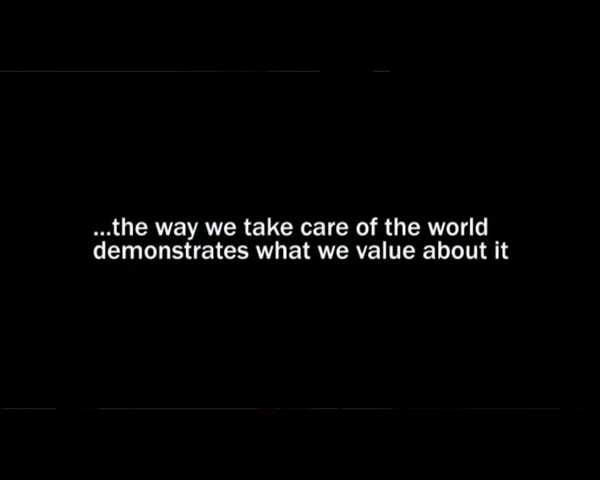 ...the way we take care of the world
demonstrates what we value about it